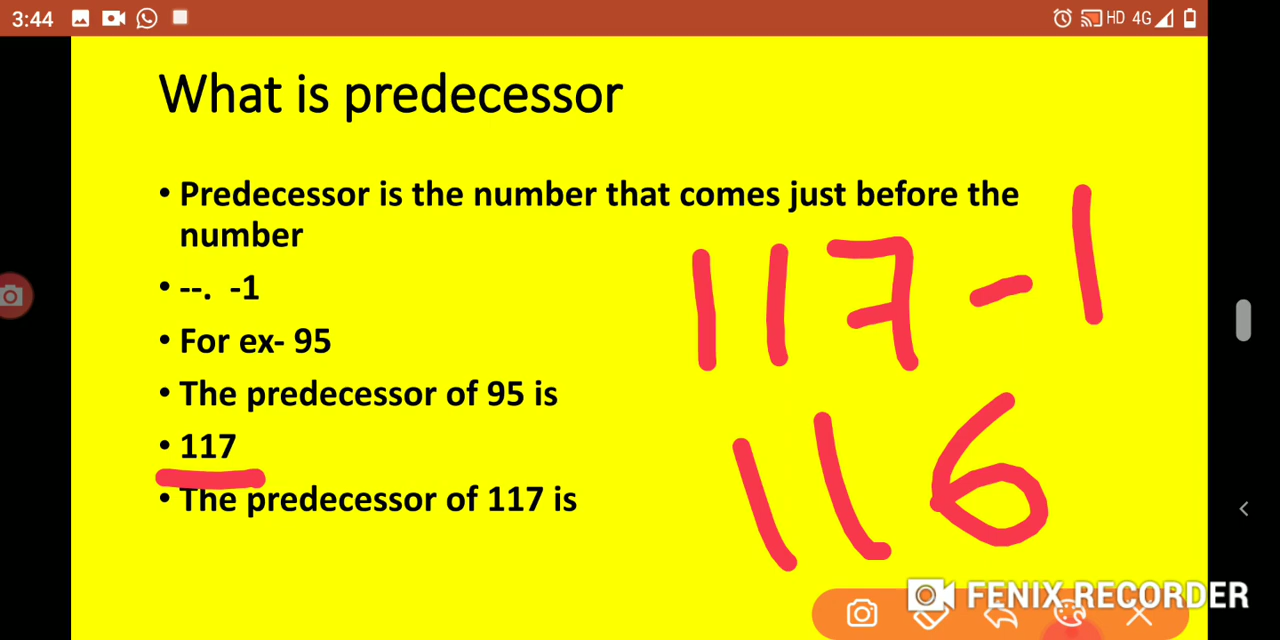 3:44 HD 4G
What is predecessor
• Predecessor is the number that comes just before the
number
• --. -1
• For ex- 95
• The predecessor of 95 is
• 117
• The predecessor of 117 is
117-1
116
FENIX RECORDER